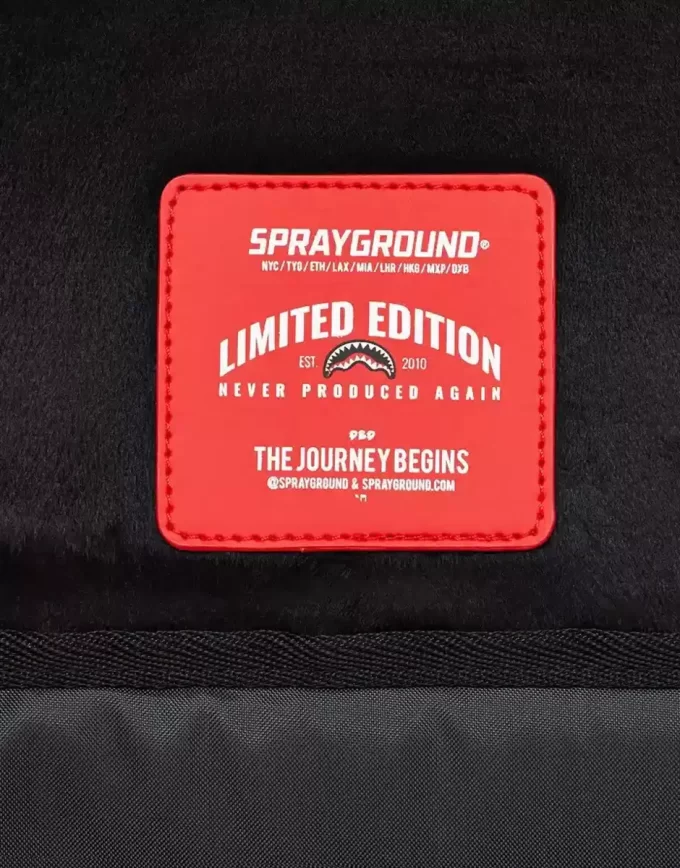 SPRAYGROUND®
NYC/TYO/ETH/LAX/MIA/LHR/HKG/MXP/DXB
LIMITED EDITION
EST. 2010
NEVER PRODUCED AGAIN
THE JOURNEY BEGINS
@SPRAYGROUND & SPRAYGROUND.COM